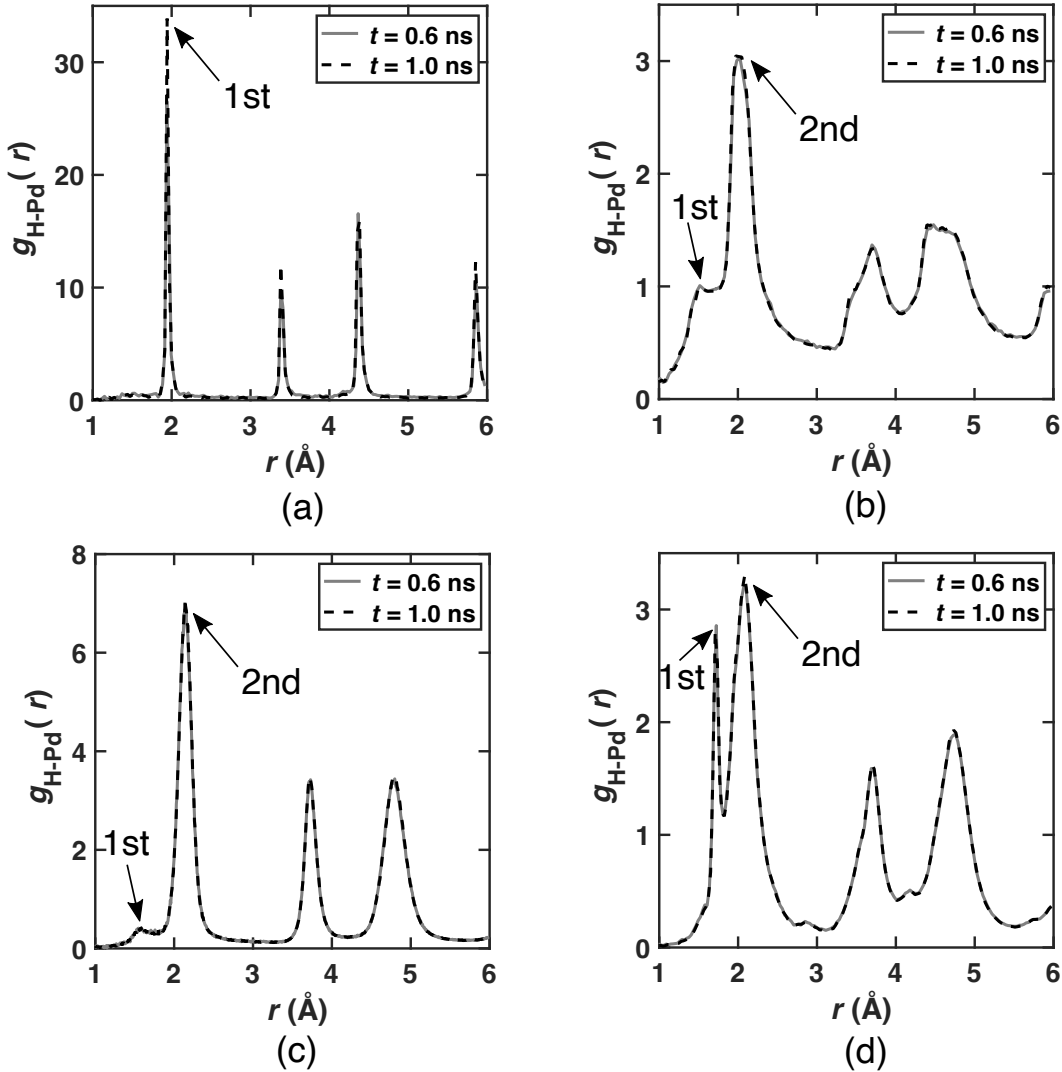 t = 0.6 ns
t = 1.0 ns
1st
30
20
10
0
g H-Pd ( r)
1 2 3 4 5 6
r (Å)
(a)
t = 0.6 ns
t = 1.0 ns
2nd
1st
3
2
1
0
g H-Pd ( r)
1 2 3 4 5 6
r (Å)
(b)
t = 0.6 ns
t = 1.0 ns
2nd
1st
8
6
4
2
0
g H-Pd ( r)
1 2 3 4 5 6
r (Å)
(c)
t = 0.6 ns
t = 1.0 ns
1st
2nd
3
2
1
0
g H-Pd ( r)
1 2 3 4 5 6
r (Å)
(d)